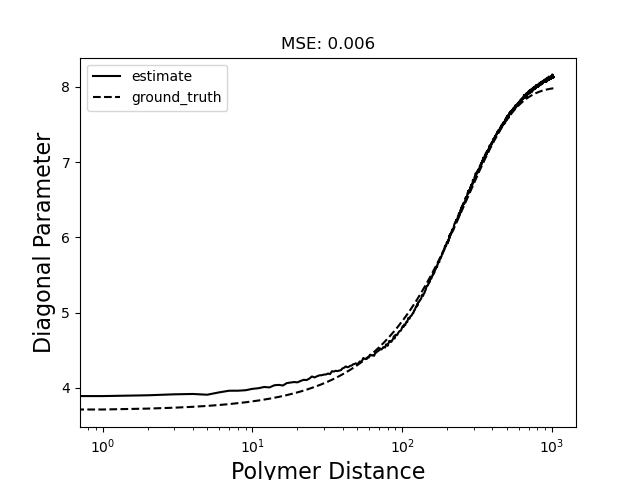 MSE: 0.006
estimate
ground_truth
Diagonal Parameter
8
7
6
5
4
10⁰ 10¹ 10² 10³
Polymer Distance